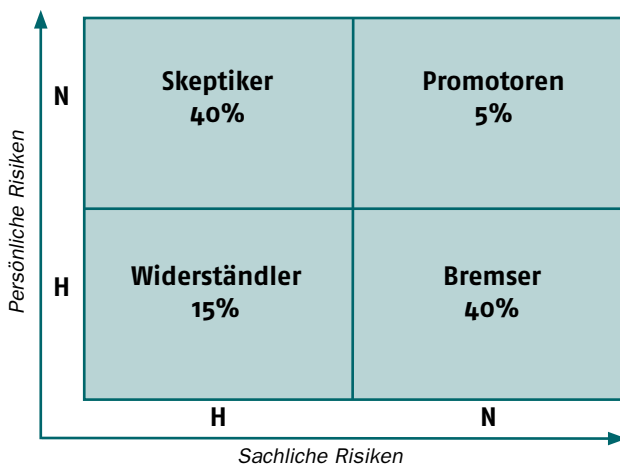 Persönliche Risiken
N
Skeptiker
40%
Promotoren
5%
H
Widerständler
15%
Bremser
40%
H
N
Sachliche Risiken